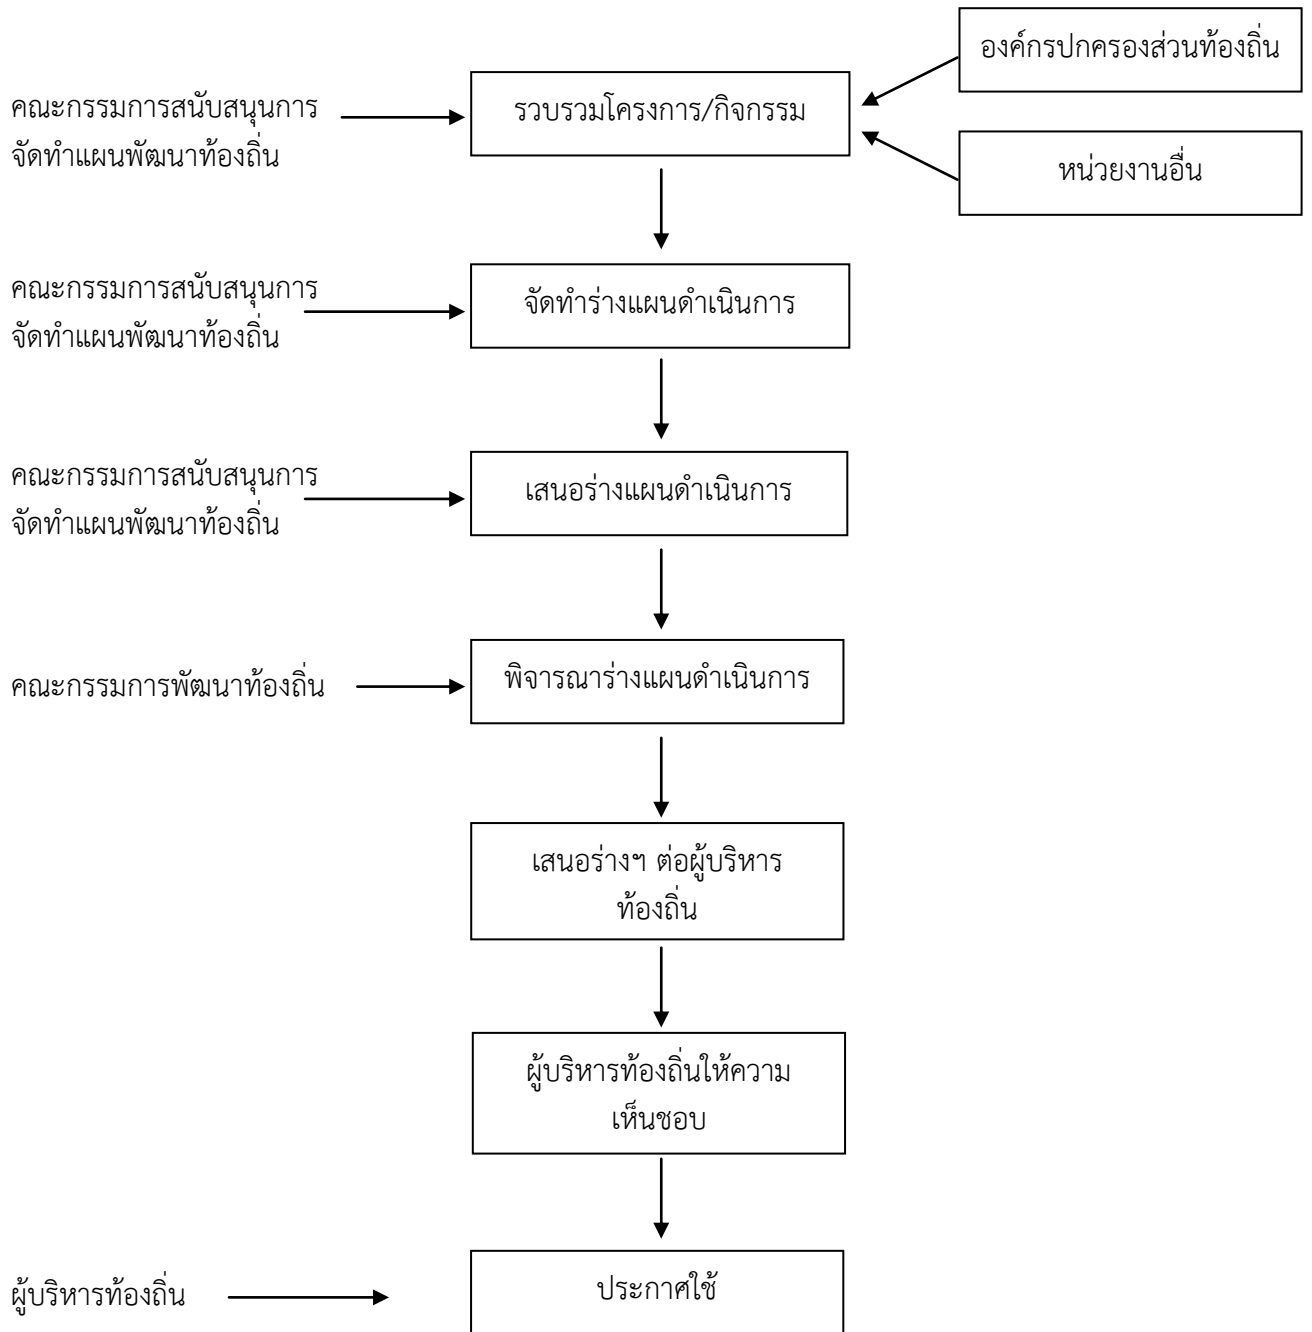 องค์กรปกครองส่วนท้องถิ่น
คณะกรรมการสนับสนุนการ
จัดทำแผนพัฒนาท้องถิ่น
รวบรวมโครงการ/กิจกรรม
หน่วยงานอื่น
คณะกรรมการสนับสนุนการ
จัดทำแผนพัฒนาท้องถิ่น
จัดทำร่างแผนดำเนินการ
คณะกรรมการสนับสนุนการ
จัดทำแผนพัฒนาท้องถิ่น
เสนอร่างแผนดำเนินการ
คณะกรรมการพัฒนาท้องถิ่น
พิจารณาร่างแผนดำเนินการ
เสนอร่างฯ ต่อผู้บริหาร
ท้องถิ่น
ผู้บริหารท้องถิ่นให้ความ
เห็นชอบ
ผู้บริหารท้องถิ่น
ประกาศใช้